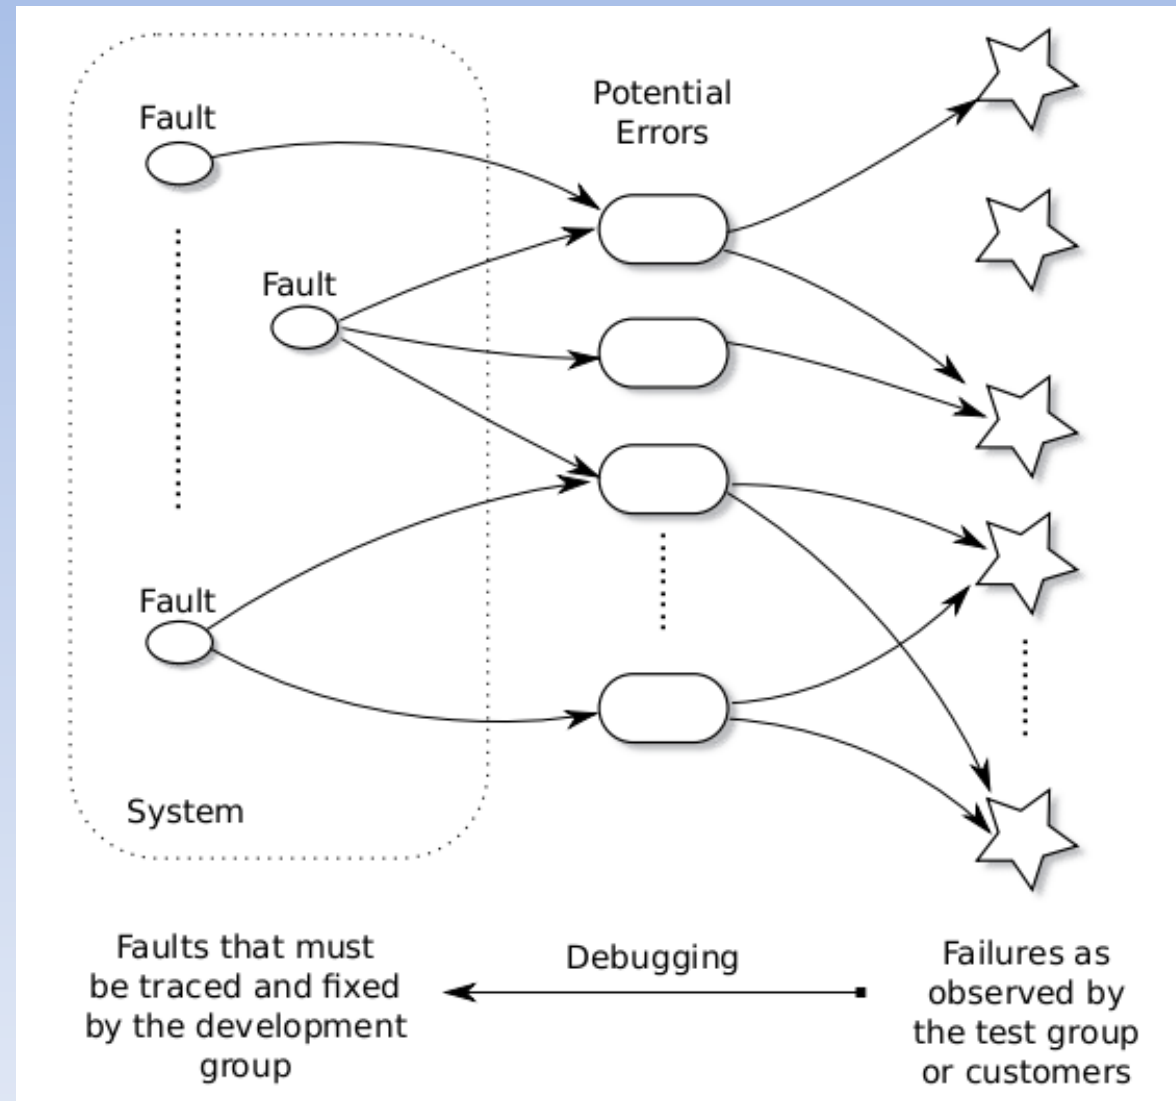 Fault
Potential
Errors
Fault
Fault
System
Faults that must
be traced and fixed
by the development
group
Debugging
Failures as
observed by
the test group
or customers